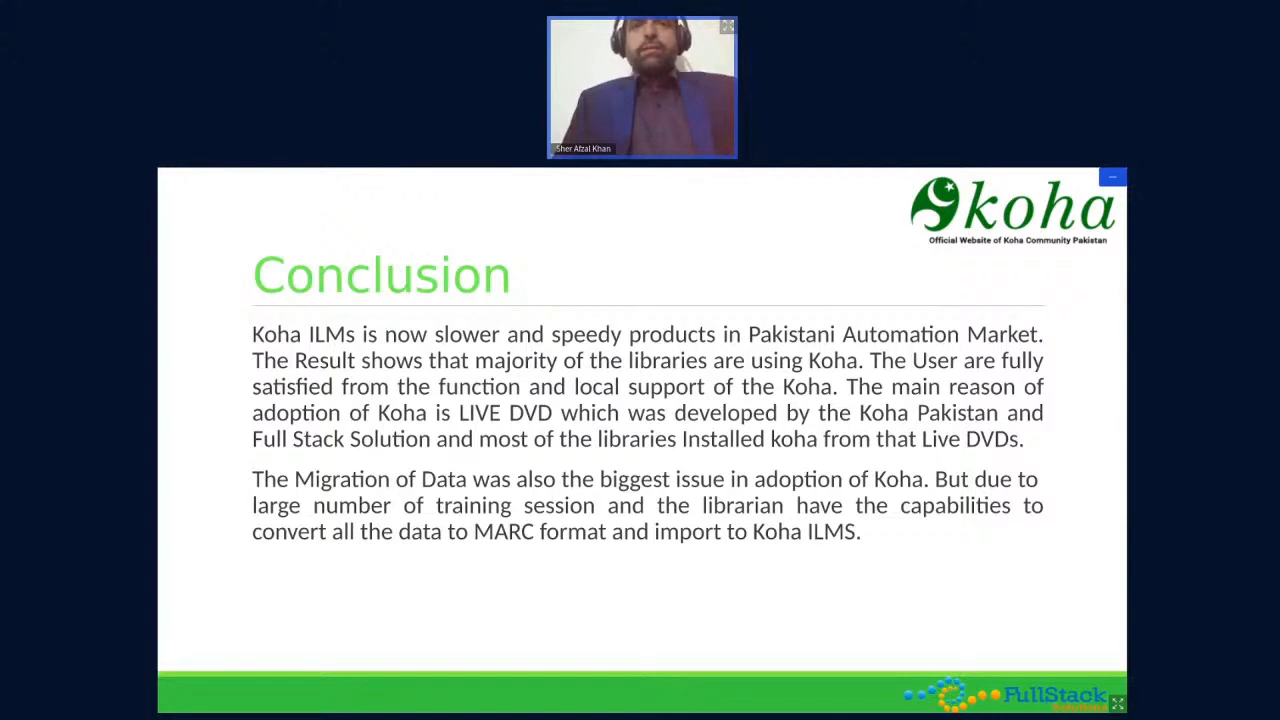 Sher Afzal Khan
koha
Official Website of Koha Community Pakistan
Conclusion
Koha ILMs is now slower and speedy products in Pakistani Automation Market.
The Result shows that majority of the libraries are using Koha. The User are fully
satisfied from the function and local support of the Koha. The main reason of
adoption of Koha is LIVE DVD which was developed by the Koha Pakistan and
Full Stack Solution and most of the libraries Installed koha from that Live DVDs.
The Migration of Data was also the biggest issue in adoption of Koha. But due to
large number of training session and the librarian have the capabilities to
convert all the data to MARC format and import to Koha ILMS.
FullStack
Solutions